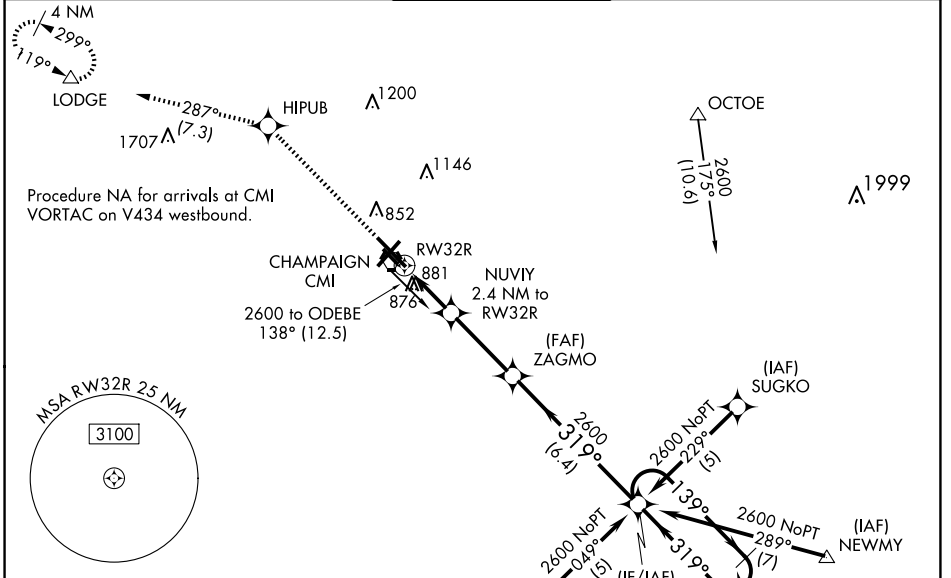 4 NM
299°
119°
LODGE
287°
(7.3)
HIPUB
1200
1707
1146
OCTOE
2600
175°
(10.6)
1999
Procedure NA for arrivals at CMI
VORTAC on V434 westbound.
852
CHAMPAIGN
CMI
RW32R
881
876
2600 to ODEBE
138° (12.5)
NUVIY
2.4 NM to
RW32R
(FAF)
ZAGMO
(IAF)
SUGKO
MSA RW32R 25 NM
3100
2600
319°
(6.4)
2600 NoPT
229°
(5)
139°
2600 NoPT
289°
(7)
(IAF)
NEWMY
2600 NoPT
049°
(5)
319°
(IF/IAF)